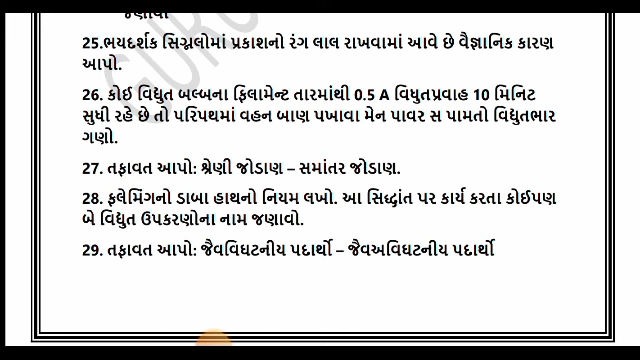 જણાવો
25.ભયદર્શક સિગ્નલોમાં પ્રકાશનો રંગ લાલ રાખવામાં આવે છે વૈજ્ઞાનિક કારણ
આપો.
26. કોઈ વિદ્યુત બલ્બના ફિલામેન્ટ તારમાંથી 0.5 A વિધુતપ્રવાહ 10 મિનિટ
સુધી રહે છે તો પરિપથમાં વહન બાણ પખાવા મેન પાવર સ પામતો વિદ્યુતભાર
ગણો.
27. તફાવત આપો: શ્રેણી જોડાણ – સમાંતર જોડાણ.
28. ફ્લેમિંગનો ડાબા હાથનો નિયમ લખો. આ સિદ્ધાંત પર કાર્ય કરતા કોઈપણ
બે વિદ્યુત ઉપકરણોના નામ જણાવો.
29. તફાવત આપો: જૈવવિઘટનીય પદાર્થો – જૈવઅવિઘટનીય પદાર્થો